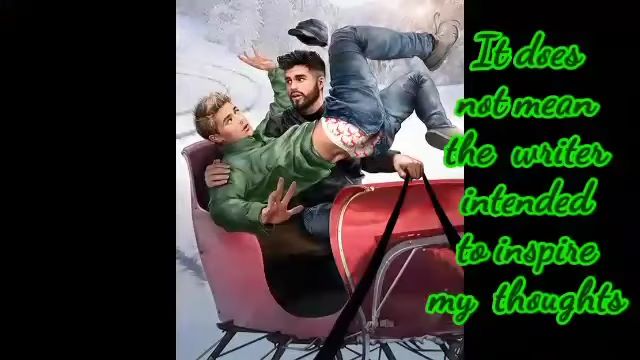 It does
not mean
the writer
intended
to inspire
my thoughts